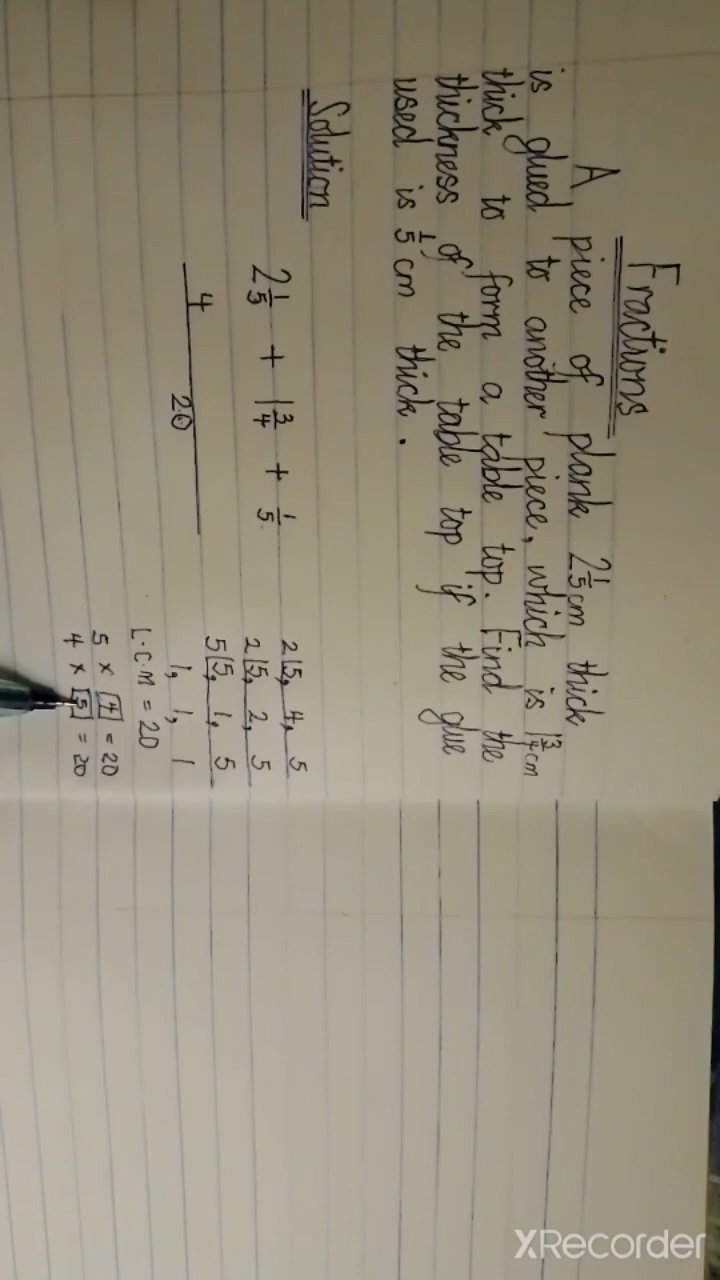 Fractions
A piece of plank 2 1/5 cm thick
is glued to another piece, which is 1 3/4 cm
thick to form a table top. Find the
thickness of the table top if the glue
used is 1/5 cm thick.
Solution
2 1/5 + 1 3/4 + 1/5
4
20
2 | 5, 4, 5
2 | 5, 2, 5
5 | 5, 1, 5
1, 1, 1
L.C.M = 20
5 × 4 = 20
4 × 5 = 20
XRecorder